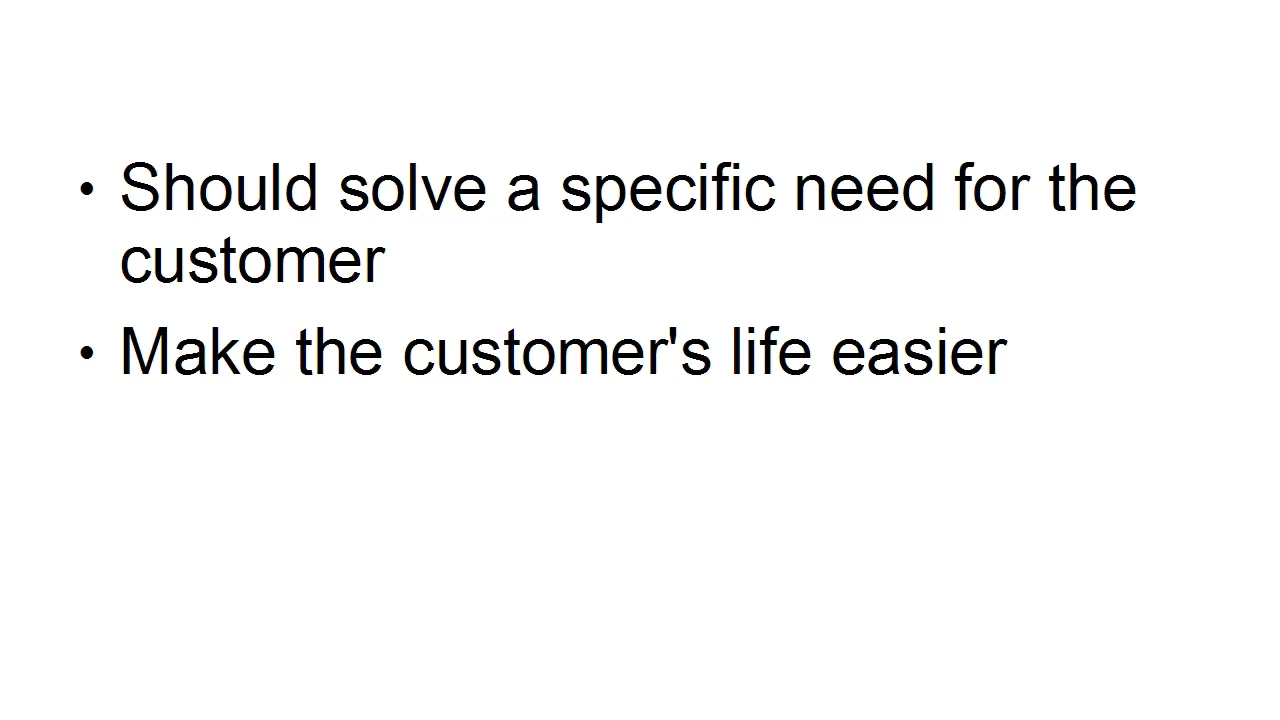 • Should solve a specific need for the
customer
• Make the customer's life easier